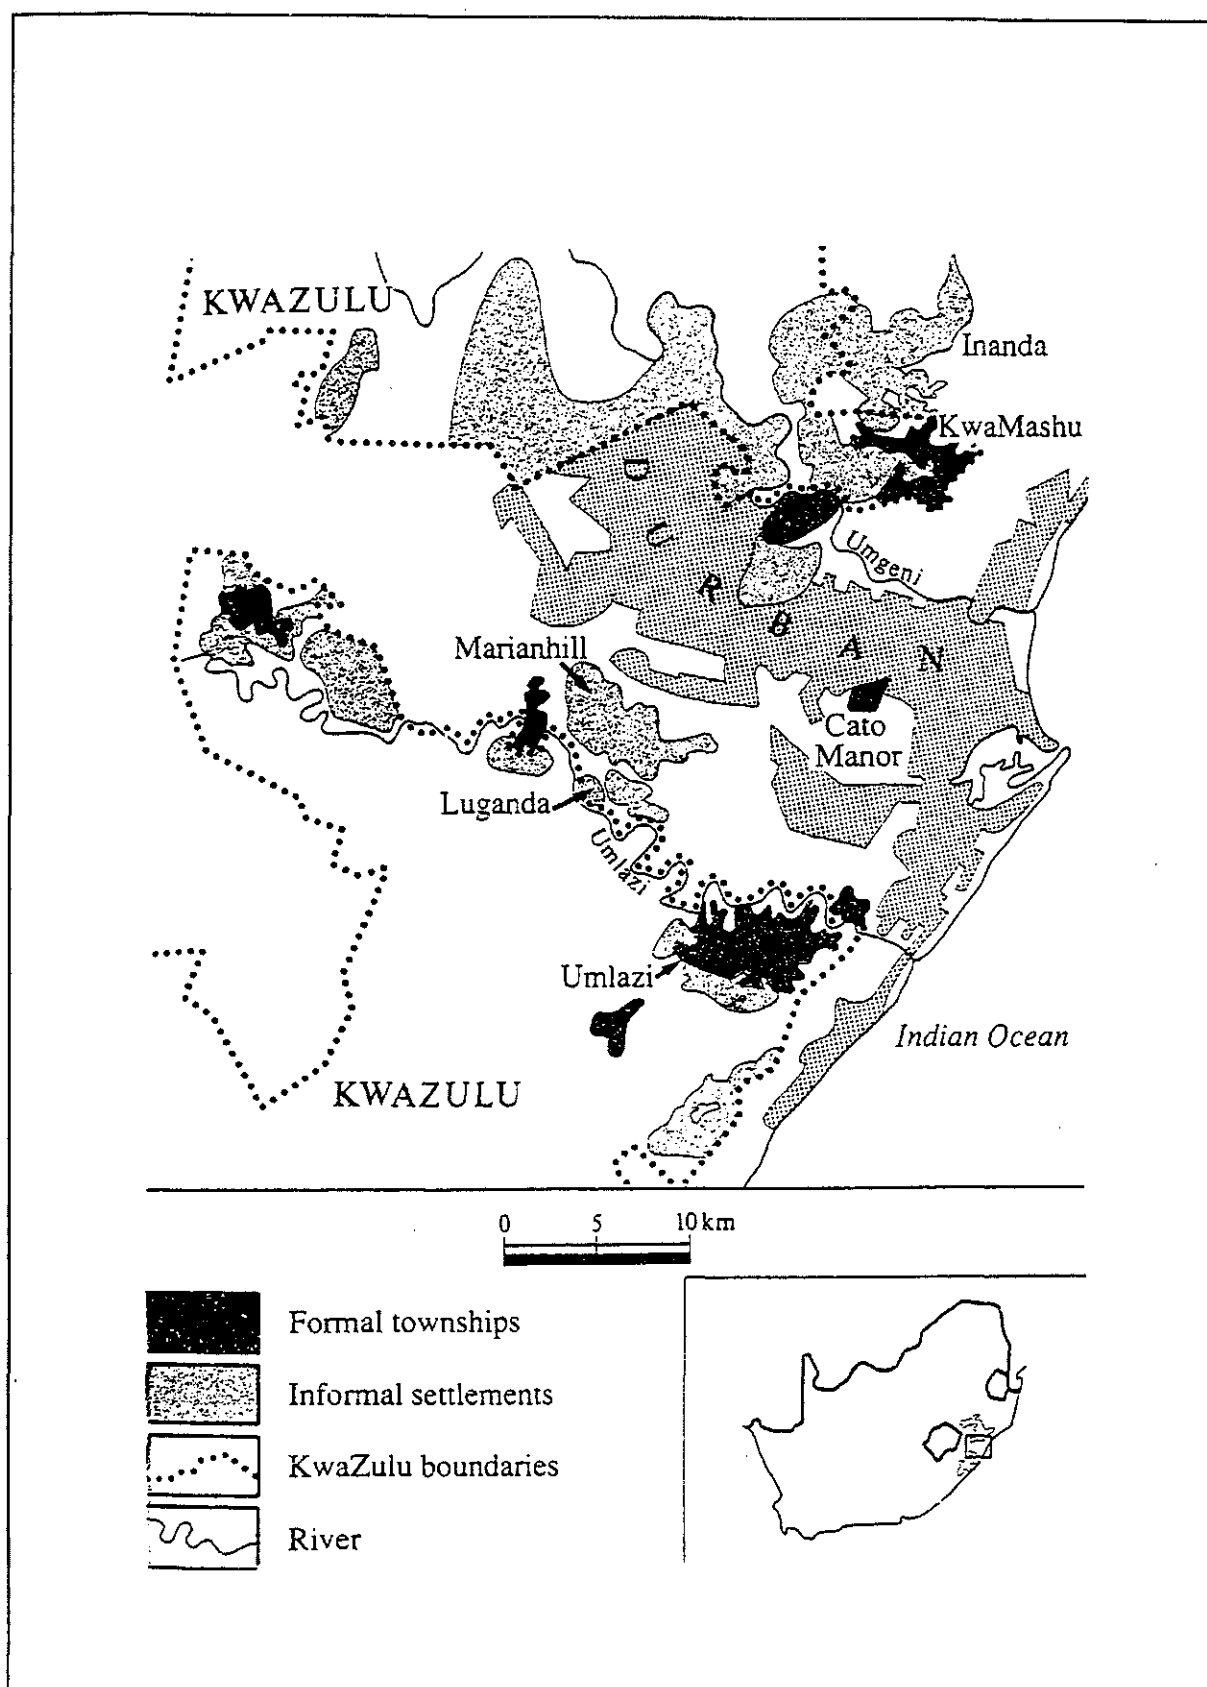 KWAZULU
Inanda
KwaMashu
DURBAN
Umgeni
Marianhill
Cato
Manor
Luganda
Umlazi
Umlazi
Indian Ocean
KWAZULU
0 5 10 km
Formal townships
Informal settlements
KwaZulu boundaries
River